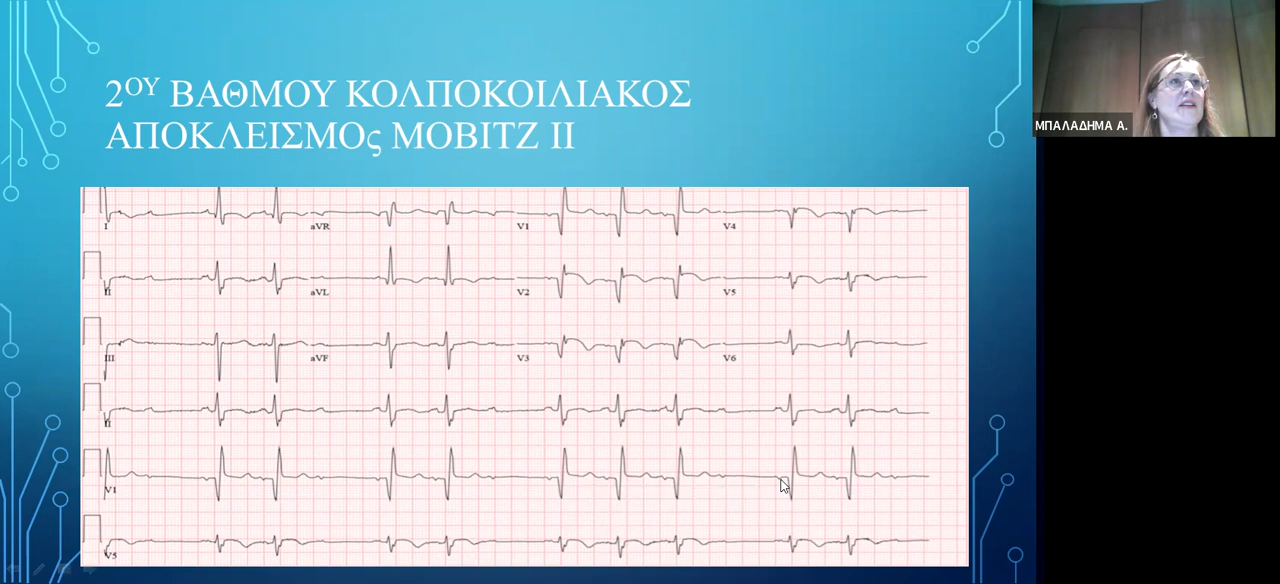 2ΟΥ ΒΑΘΜΟΥ ΚΟΛΠΟΚΟΙΛΙΑΚΟΣ
ΑΠΟΚΛΕΙΣΜΟς MOBITZ II
ΜΠΑΛΑΔΗΜΑ Α.
I aVR V1 V4
II aVL V2 V5
III aVF V3 V6
II
V1
V5